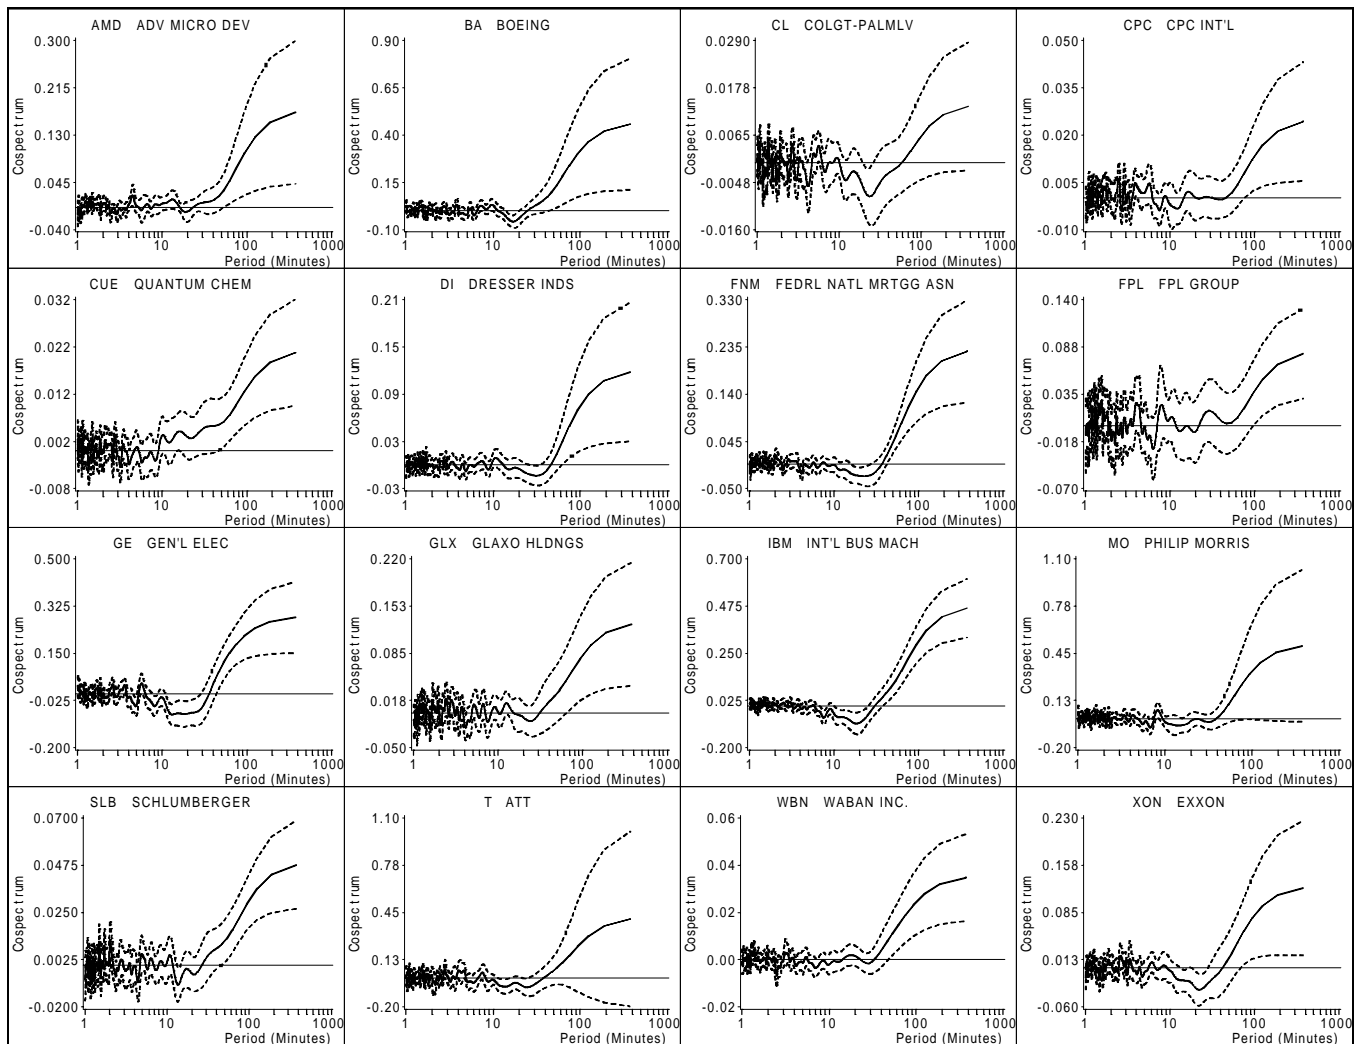 AMD ADV MICRO DEV
0.300
0.215
0.130
0.045
-0.040
Cospectrum
1 10 100 1000
Period (Minutes)
BA BOEING
0.90
0.65
0.40
0.15
-0.10
Cospectrum
1 10 100 1000
Period (Minutes)
CL COLGT-PALMLV
0.0290
0.0178
0.0065
-0.0048
-0.0160
Cospectrum
1 10 100 1000
Period (Minutes)
CPC CPC INT'L
0.050
0.035
0.020
0.005
-0.010
Cospectrum
1 10 100 1000
Period (Minutes)
CUE QUANTUM CHEM
0.032
0.022
0.012
0.002
-0.008
Cospectrum
1 10 100 1000
Period (Minutes)
DI DRESSER INDS
0.21
0.15
0.09
0.03
-0.03
Cospectrum
1 10 100 1000
Period (Minutes)
FNM FEDRL NATL MRTGG ASN
0.330
0.235
0.140
0.045
-0.050
Cospectrum
1 10 100 1000
Period (Minutes)
FPL FPL GROUP
0.140
0.088
0.035
-0.018
-0.070
Cospectrum
1 10 100 1000
Period (Minutes)
GE GEN'L ELEC
0.500
0.325
0.150
-0.025
-0.200
Cospectrum
1 10 100 1000
Period (Minutes)
GLX GLAXO HLDNGS
0.220
0.153
0.085
0.018
-0.050
Cospectrum
1 10 100 1000
Period (Minutes)
IBM INT'L BUS MACH
0.700
0.475
0.250
0.025
-0.200
Cospectrum
1 10 100 1000
Period (Minutes)
MO PHILIP MORRIS
1.10
0.78
0.45
0.13
-0.20
Cospectrum
1 10 100 1000
Period (Minutes)
SLB SCHLUMBERGER
0.0700
0.0475
0.0250
0.0025
-0.0200
Cospectrum
1 10 100 1000
Period (Minutes)
T ATT
1.10
0.78
0.45
0.13
-0.20
Cospectrum
1 10 100 1000
Period (Minutes)
WBN WABAN INC.
0.06
0.04
0.02
0.00
-0.02
Cospectrum
1 10 100 1000
Period (Minutes)
XON EXXON
0.230
0.158
0.085
0.013
-0.060
Cospectrum
1 10 100 1000
Period (Minutes)